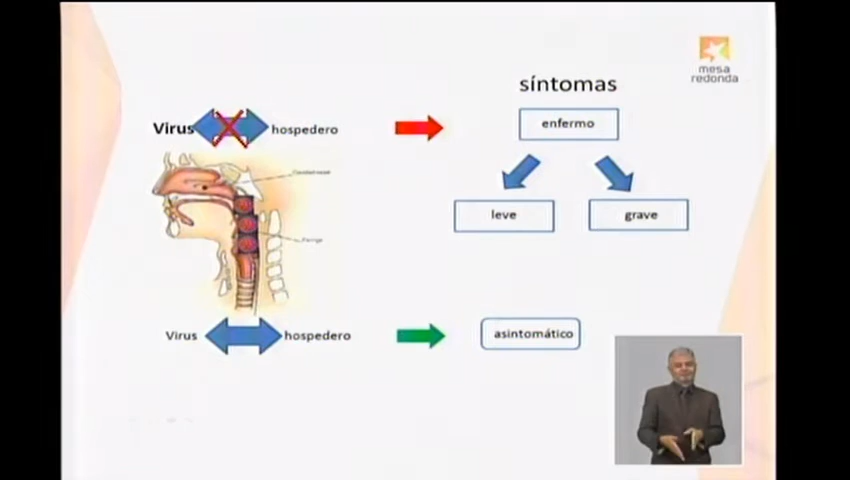 mesa
redonda
síntomas
Virus
hospedero
enfermo
leve
grave
Virus
hospedero
asintomático